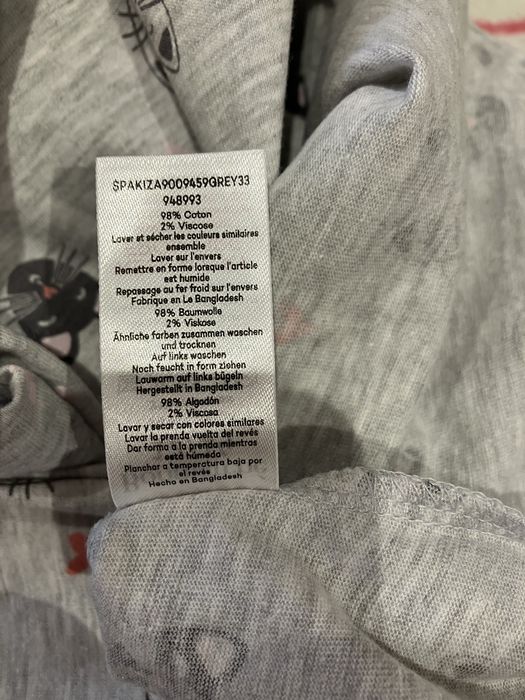 SPAKIZA9009459GREY33
948993
98% Coton
2% Viscose
Laver et sécher les couleurs similaires
ensemble
Laver sur l'envers
Remettre en forme lorsque l'article
est humide
Repassage au fer froid sur l'envers
Fabrique en Le Bangladesh
98% Baumwolle
2% Viskose
Ähnliche farben zusammen waschen
und trocknen
Auf links waschen
Noch feucht in form ziehen
Lauwarm auf links bügeln
Hergestellt in Bangladesh
98% Algodón
2% Viscosa
Lavar y secar con colores similares
Lavar la prenda vuelta del revés
Dar forma a la prenda mientras
está húmeda
Planchar a temperatura baja por
el revés
Hecho en Bangladesh